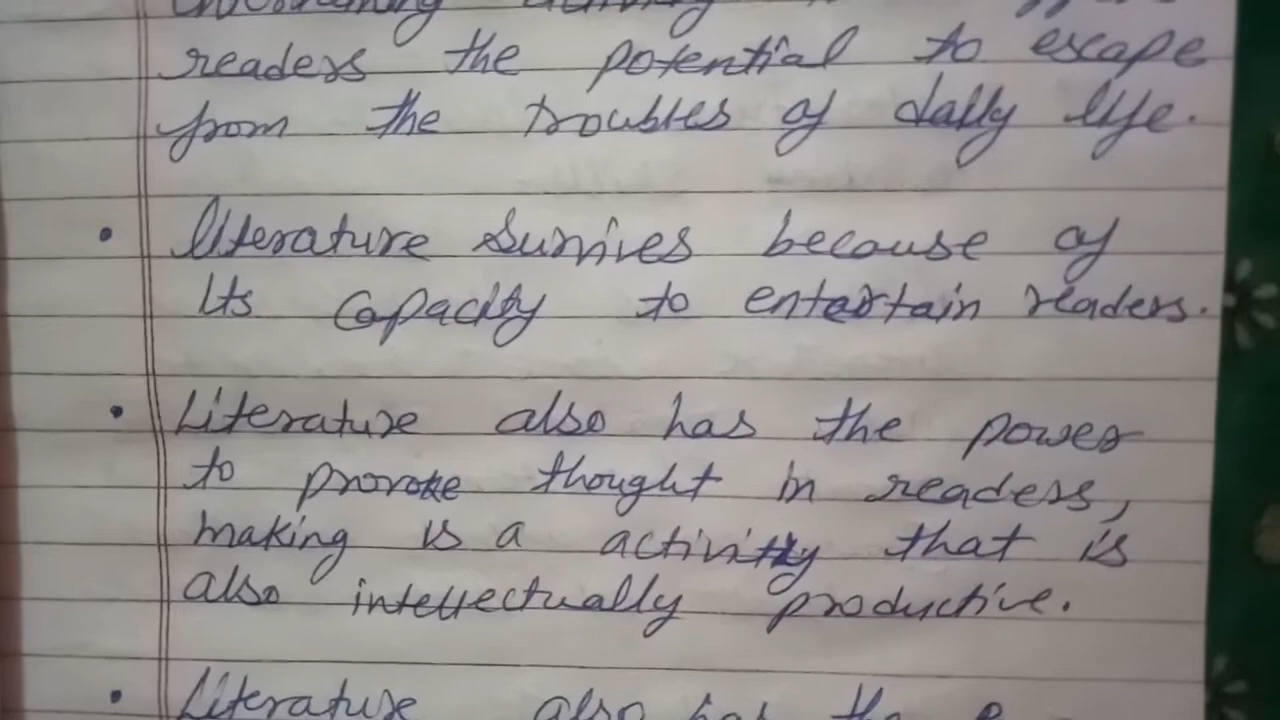 readers the potential to escape
from the troubles of daily life.
• Literature survives because of
Its capacity to entertain readers.
• Literature also has the power
to provoke thought in readers,
making is a activity that is
also intellectually productive.
• Literature also has the